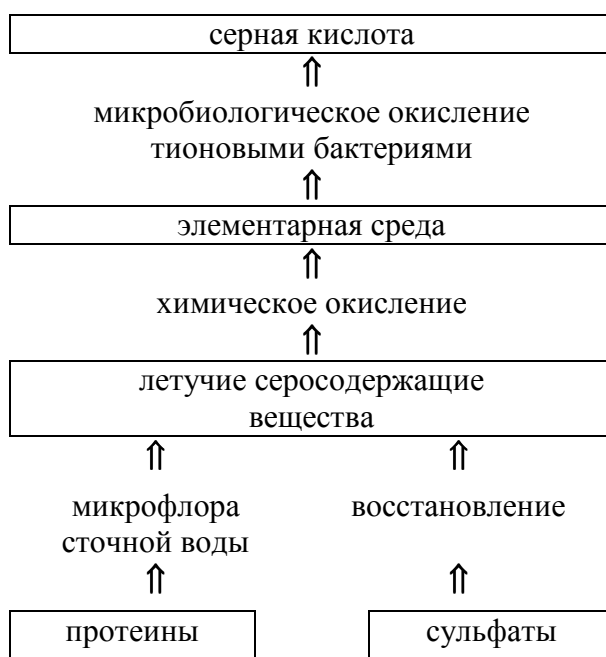 серная кислота
микробиологическое окисление
тионовыми бактериями
элементарная среда
химическое окисление
летучие серосодержащие
вещества
микрофлора
сточной воды
восстановление
протеины
сульфаты